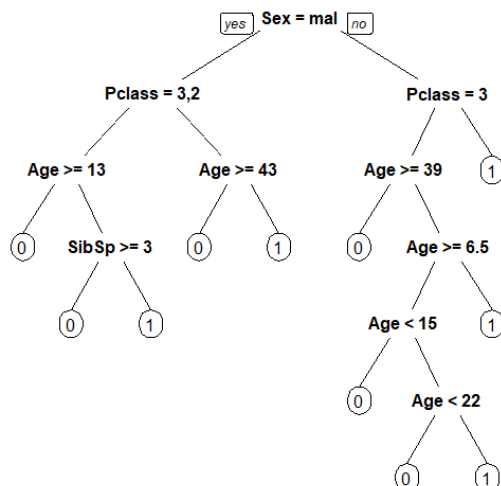 yes Sex = mal no
Pclass = 3,2 Pclass = 3
Age >= 13 Age >= 43 Age >= 39 1
0 SibSp >= 3 0 1 0 Age >= 6.5
0 1 Age < 15 1
0 Age < 22
0 1